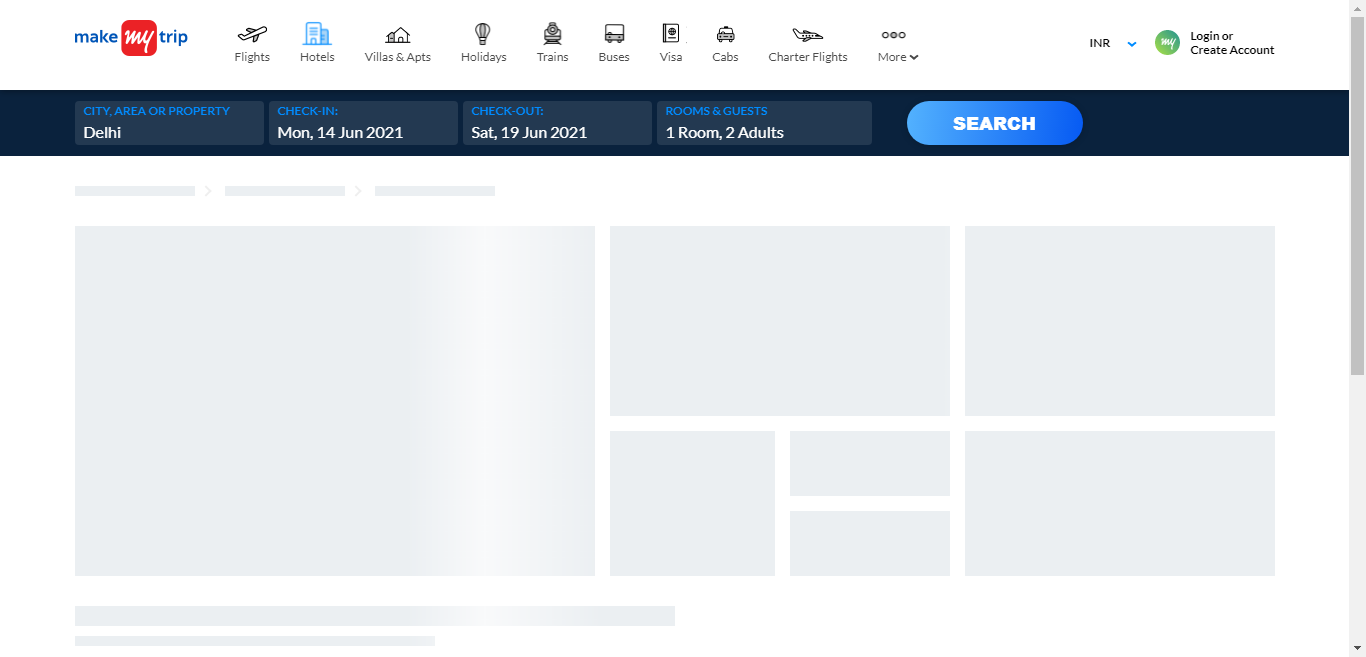 make my trip
Flights
Hotels
Villas & Apts
Holidays
Trains
Buses
Visa
Cabs
Charter Flights
More
INR
my
Login or
Create Account
CITY, AREA OR PROPERTY
Delhi
CHECK-IN:
Mon, 14 Jun 2021
CHECK-OUT:
Sat, 19 Jun 2021
ROOMS & GUESTS
1 Room, 2 Adults
SEARCH